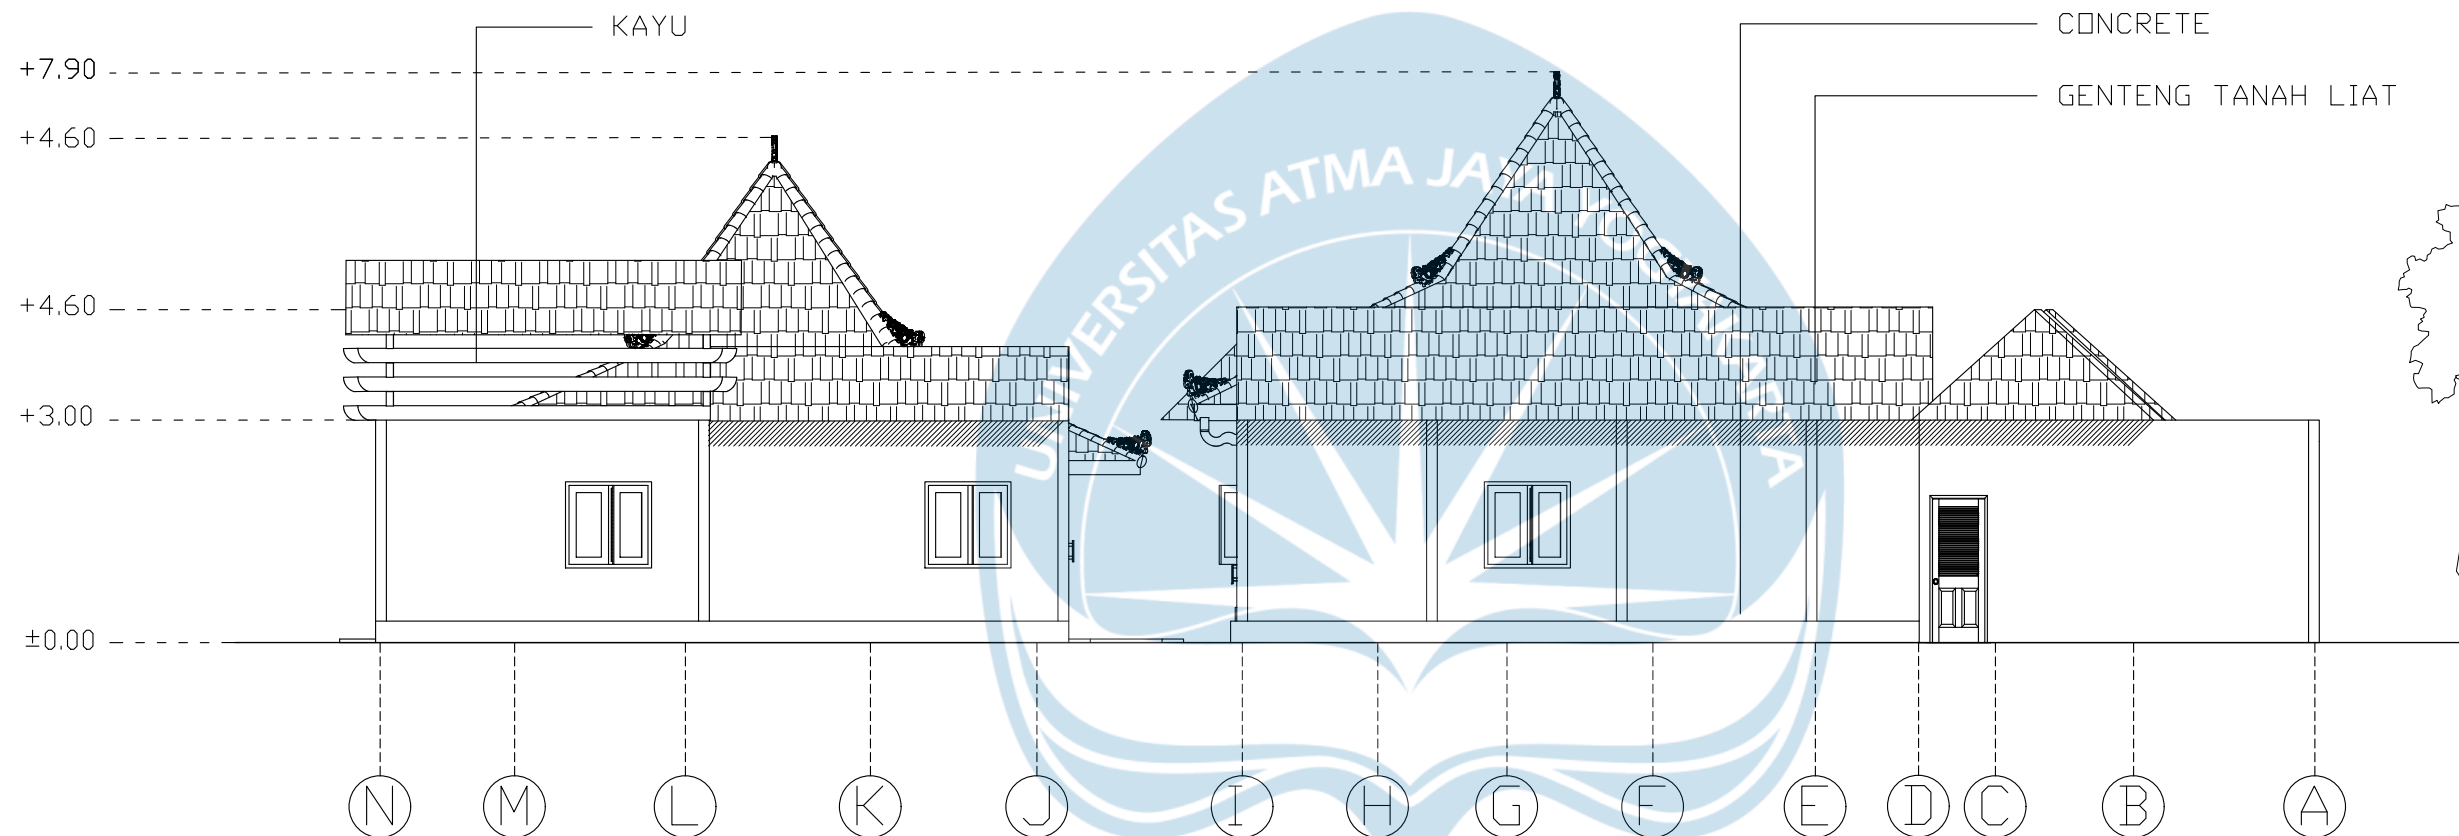 KAYU
CONCRETE
+7.90
GENTENG TANAH LIAT
+4.60
UNIVERSITAS ATMA JAYA YOGYAKARTA
+4.60
+3.00
±0.00
N M L K J I H G F E D C B A